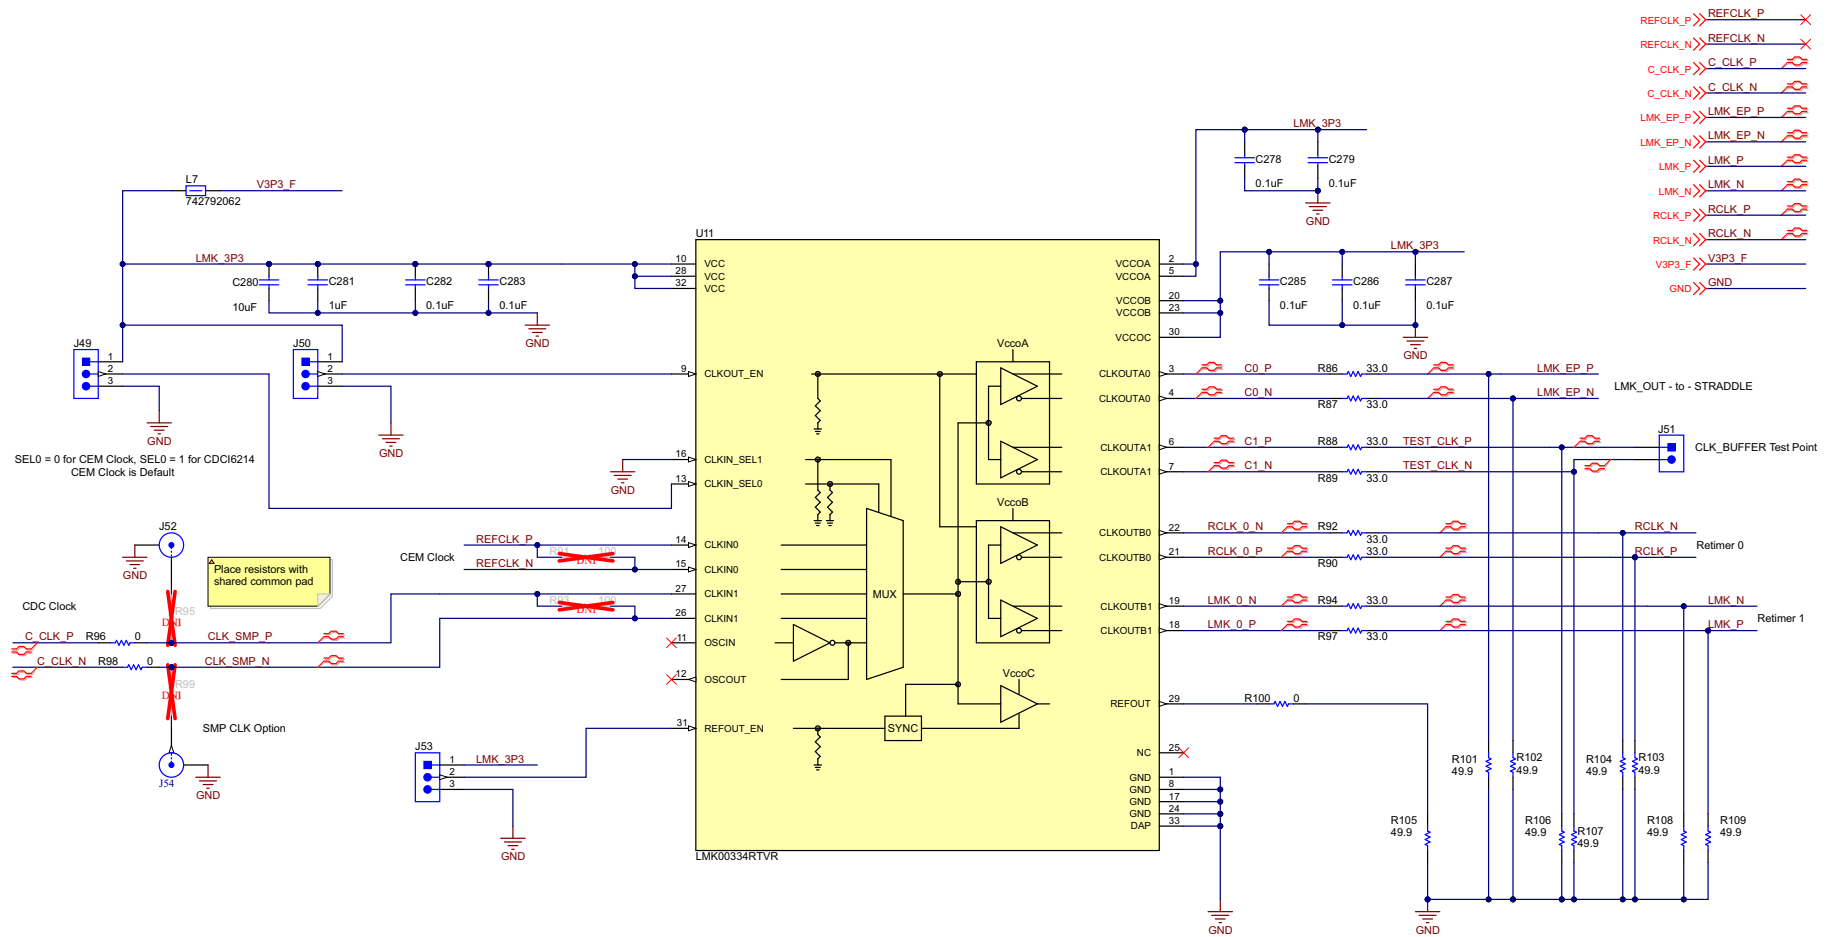 REFCLK_P REFCLK_P
REFCLK_N REFCLK_N
C_CLK_P C_CLK_P
C_CLK_N C_CLK_N
LMK_EP_P LMK_EP_P
LMK_EP_N LMK_EP_N
LMK_P LMK_P
LMK_N LMK_N
RCLK_P RCLK_P
RCLK_N RCLK_N
V3P3_F V3P3_F
GND GND
LMK_3P3
C278
0.1uF
C279
0.1uF
GND
L7
742792062
V3P3_F
LMK_3P3
C280
10uF
C281
1uF
C282
0.1uF
C283
0.1uF
GND
LMK_3P3
C285
0.1uF
C286
0.1uF
C287
0.1uF
GND
J49
1
2
3
GND
J50
1
2
3
GND
SEL0 = 0 for CEM Clock, SEL0 = 1 for CDCI6214
CEM Clock is Default
GND
U11
10 VCC
28 VCC
32 VCC
9 CLKOUT_EN
16 CLKIN_SEL1
13 CLKIN_SEL0
14 CLKIN0
15 CLKIN0
27 CLKIN1
26 CLKIN1
11 OSCIN
12 OSCOUT
31 REFOUT_EN
VccoA
VccoB
VccoC
MUX
SYNC
VCCOA 2
VCCOA 5
VCCOB 20
VCCOB 23
VCCOC 30
CLKOUTA0 3
CLKOUTA0 4
CLKOUTA1 6
CLKOUTA1 7
CLKOUTB0 22
CLKOUTB0 21
CLKOUTB1 19
CLKOUTB1 18
REFOUT 29
NC 25
GND 1
GND 8
GND 17
GND 24
DAP 33
LMK00334RTVR
GND
C0_P R86 33.0 LMK_EP_P
C0_N R87 33.0 LMK_EP_N
LMK_OUT - to - STRADDLE
C1_P R88 33.0 TEST_CLK_P
C1_N R89 33.0 TEST_CLK_N
J51
CLK_BUFFER Test Point
RCLK_0_N R92 33.0 RCLK_N
RCLK_0_P R90 33.0 RCLK_P
Retimer 0
LMK_0_N R94 33.0 LMK_N
LMK_0_P R97 33.0 LMK_P
Retimer 1
R100 0
R101
49.9
R102
49.9
R104
49.9
R103
49.9
R105
49.9
R106
49.9
R107
49.9
R108
49.9
R109
49.9
GND
J52
GND
Place resistors with
shared common pad
CEM Clock
REFCLK_P
REFCLK_N
R91 100
DNI
R93 100
DNI
CDC Clock
R95
DNI
C_CLK_P R96 0 CLK_SMP_P
C_CLK_N R98 0 CLK_SMP_N
R99
DNI
SMP CLK Option
J54
GND
J53
1 LMK_3P3
2
3
GND